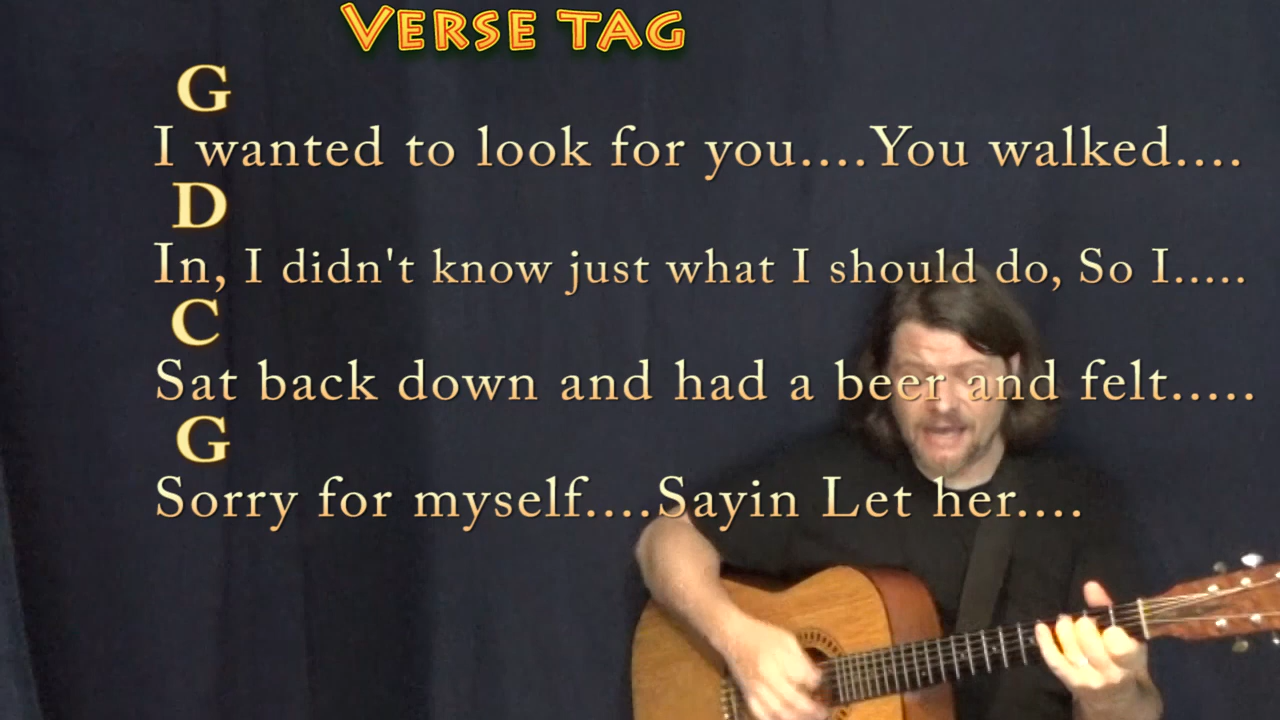 VERSE TAG
G
I wanted to look for you....You walked....
D
In, I didn't know just what I should do, So I.....
C
Sat back down and had a beer and felt.....
G
Sorry for myself....Sayin Let her....